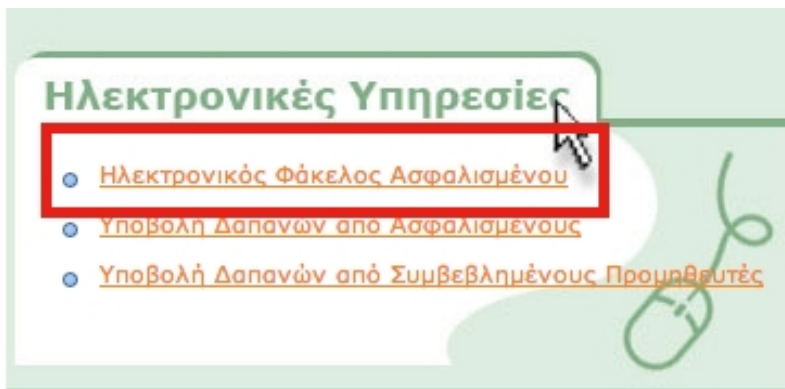 Ηλεκτρονικές Υπηρεσίες
Ηλεκτρονικός Φάκελος Ασφαλισμένου
Υποβολή Δαπανών από Ασφαλισμένους
Υποβολή Δαπανών από Συμβεβλημένους Προμηθευτές